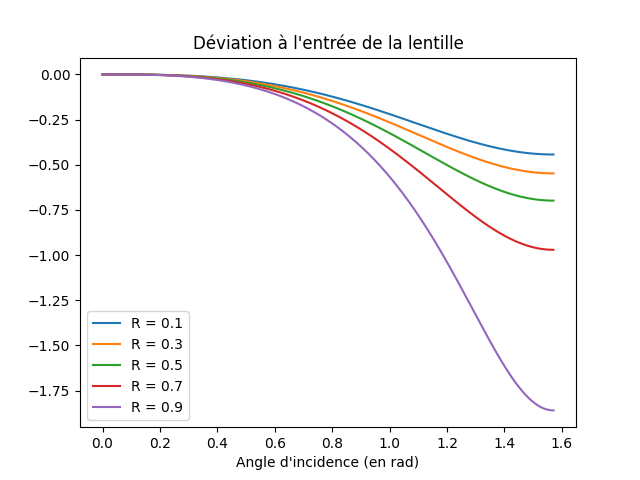 Déviation à l'entrée de la lentille
0.00
−0.25
−0.50
−0.75
−1.00
−1.25
−1.50
−1.75
R = 0.1
R = 0.3
R = 0.5
R = 0.7
R = 0.9
0.0 0.2 0.4 0.6 0.8 1.0 1.2 1.4 1.6
Angle d'incidence (en rad)